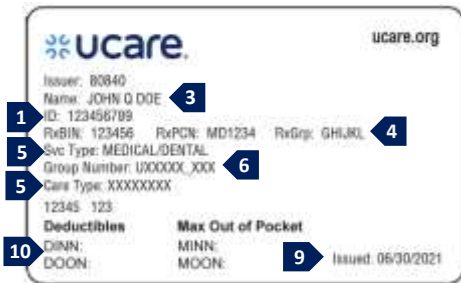 ucare.
ucare.org
Issuer: 80840
Name: JOHN Q DOE 3
1 ID: 123456789
RxBIN: 123456 RxPCN: MD1234 RxGrp: GHIJKL 4
5 Svc Type: MEDICAL/DENTAL
Group Number: UXXXXX_XXX 6
5 Care Type: XXXXXXXX
12345 123
Deductibles Max Out of Pocket
10 DINN: MINN:
DOON: MOON: 9 Issued: 06/30/2021